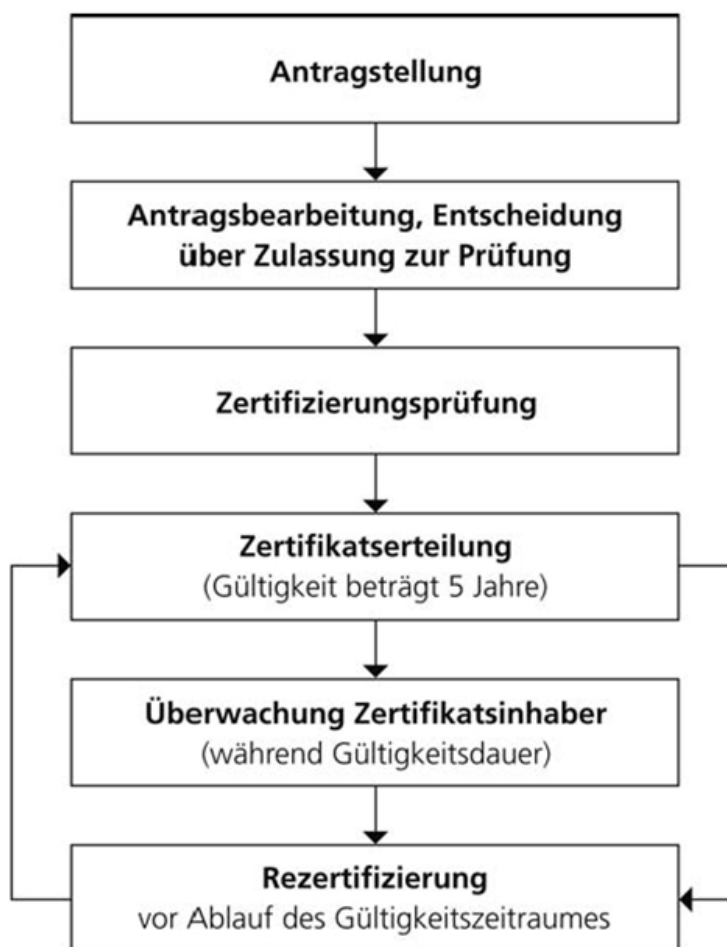 Antragstellung
Antragsbearbeitung, Entscheidung
über Zulassung zur Prüfung
Zertifizierungsprüfung
Zertifikatserteilung
(Gültigkeit beträgt 5 Jahre)
Überwachung Zertifikatsinhaber
(während Gültigkeitsdauer)
Rezertifizierung
vor Ablauf des Gültigkeitszeitraumes